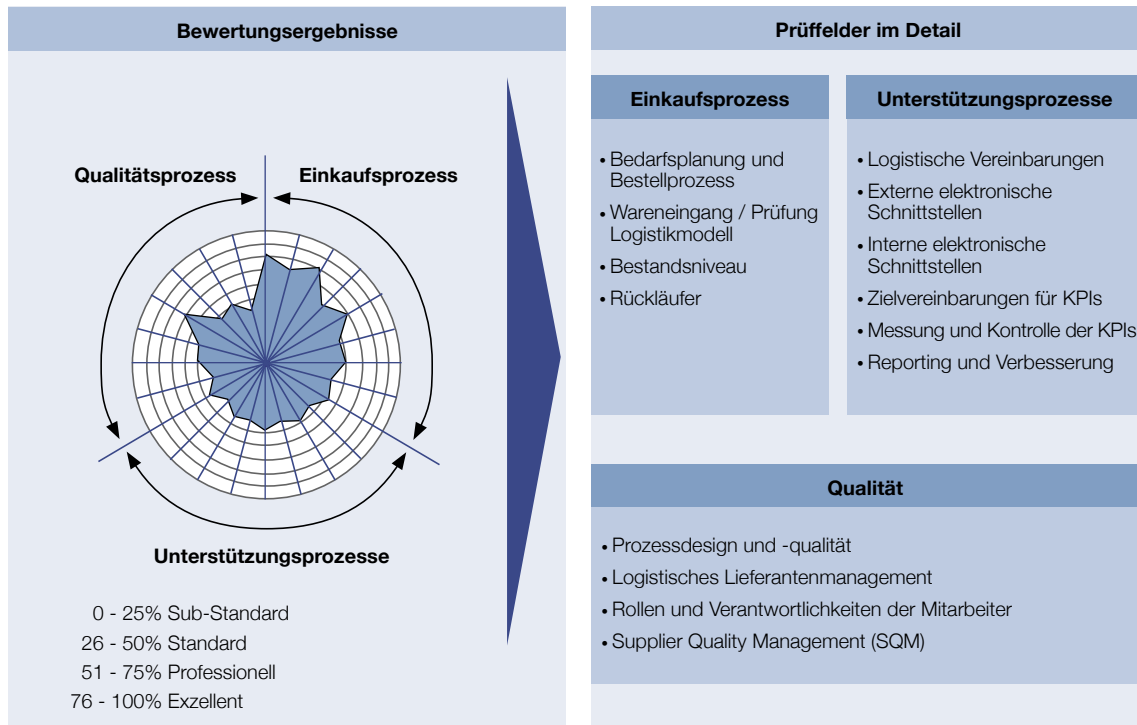 Bewertungsergebnisse
Qualitätsprozess
Einkaufsprozess
Unterstützungsprozesse
0 - 25% Sub-Standard
26 - 50% Standard
51 - 75% Professionell
76 - 100% Exzellent
Prüffelder im Detail
Einkaufsprozess
• Bedarfsplanung und
Bestellprozess
• Wareneingang / Prüfung
Logistikmodell
• Bestandsniveau
• Rückläufer
Unterstützungsprozesse
• Logistische Vereinbarungen
• Externe elektronische
Schnittstellen
• Interne elektronische
Schnittstellen
• Zielvereinbarungen für KPIs
• Messung und Kontrolle der KPIs
• Reporting und Verbesserung
Qualität
• Prozessdesign und -qualität
• Logistisches Lieferantenmanagement
• Rollen und Verantwortlichkeiten der Mitarbeiter
• Supplier Quality Management (SQM)